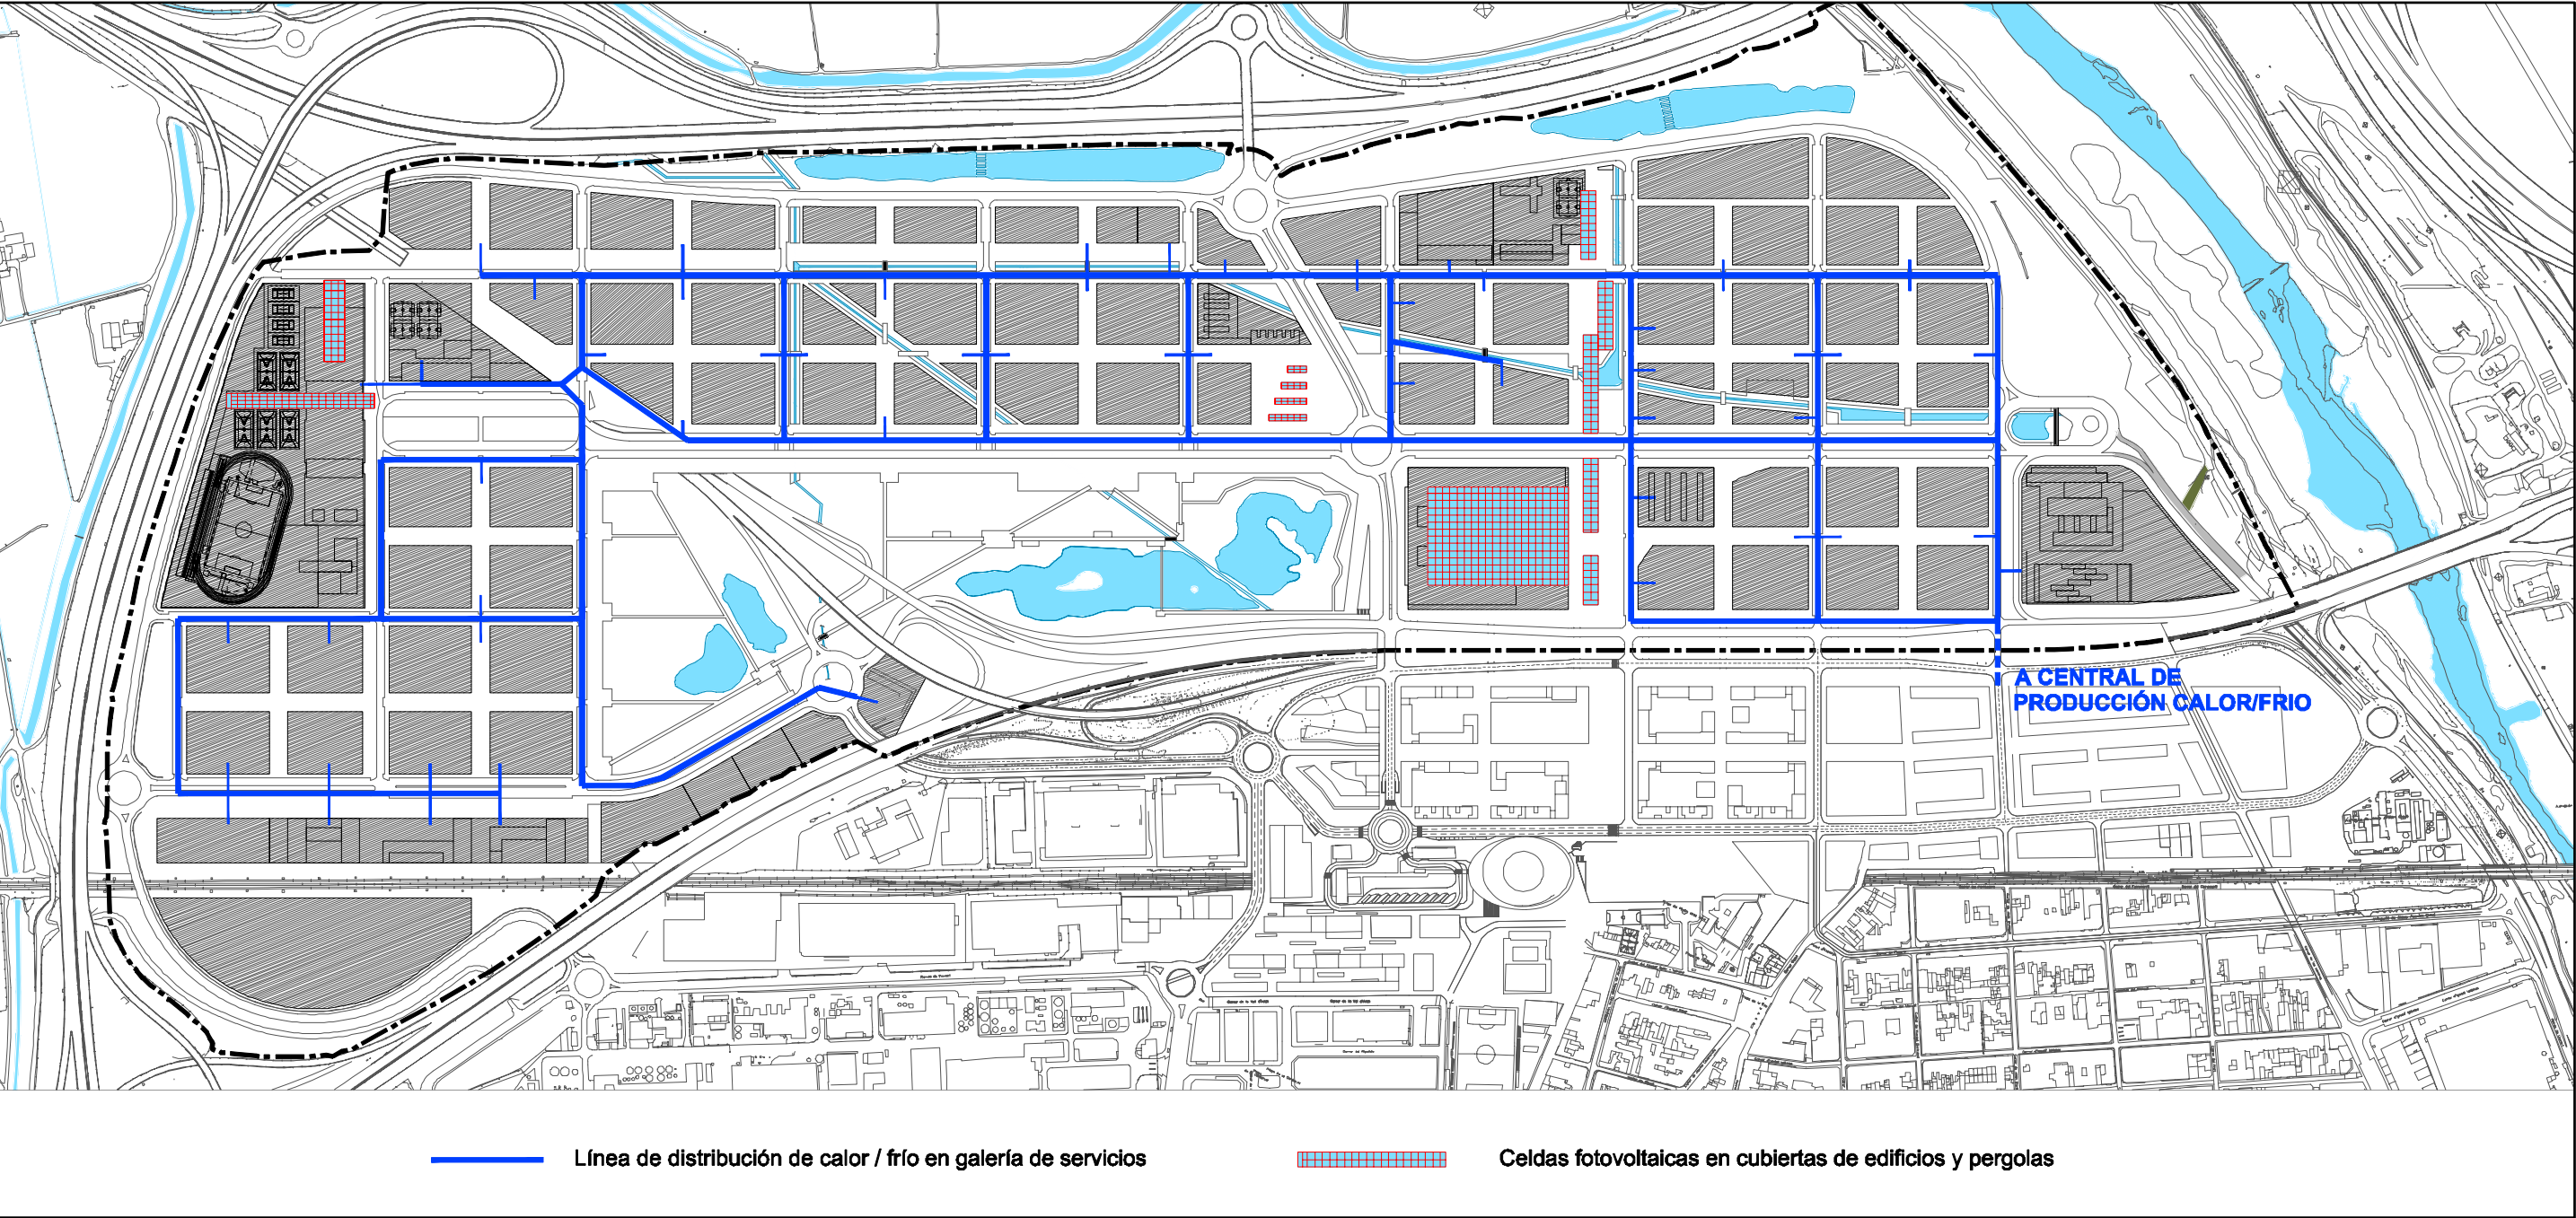 A CENTRAL DE
PRODUCCIÓN CALOR/FRIO
Línea de distribución de calor / frío en galería de servicios
Celdas fotovoltaicas en cubiertas de edificios y pergolas